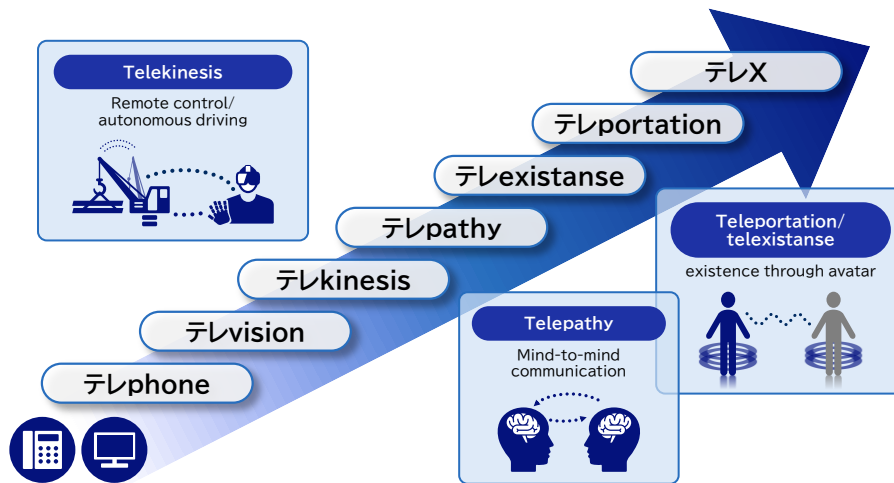 Telekinesis
Remote control/
autonomous driving
テレX
テレportation
テレexistanse
テレpathy
テレkinesis
テレvision
テレphone
Teleportation/
telexistanse
existence through avatar
Telepathy
Mind-to-mind
communication